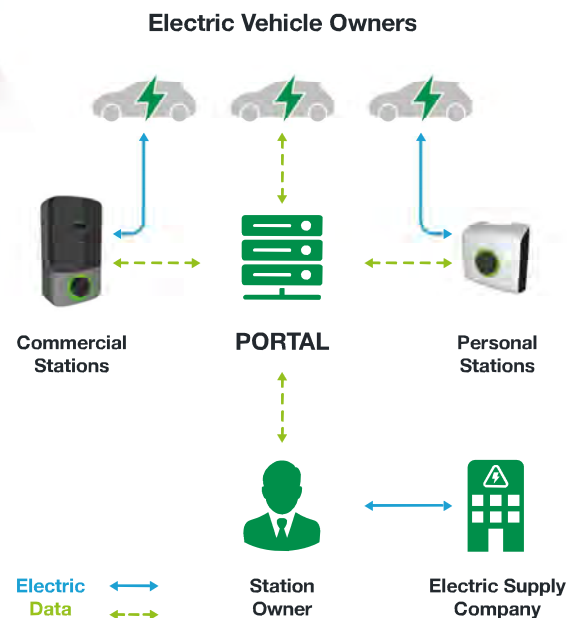 Electric Vehicle Owners
Commercial
Stations
PORTAL
Personal
Stations
Electric
Data
Station
Owner
Electric Supply
Company